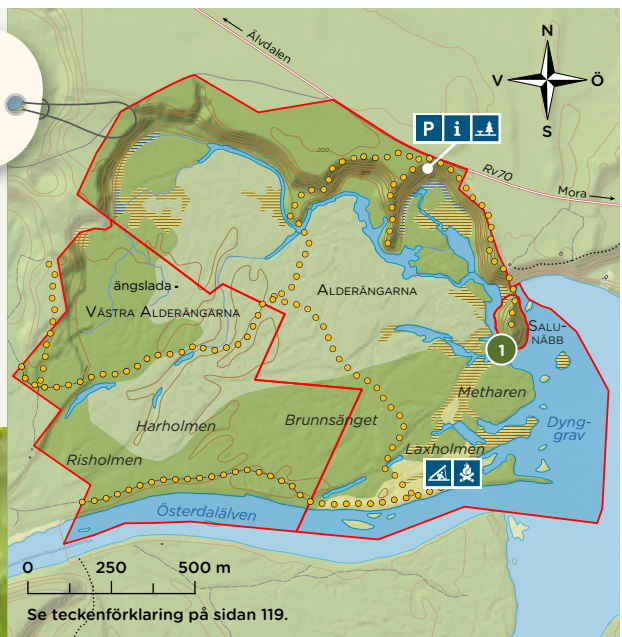 Älvdalen
N
V
Ö
S
P i
200
175
Rv70
Mora
ängslada
VÄSTRA ALDERÄNGARNA
ALDERÄNGARNA
SALU-
NÄBB
1
Metharen
Dyng-
grav
Harholmen
Brunnsänget
Laxholmen
Risholmen
Österdalälven
0 250 500 m
Se teckenförklaring på sidan 119.